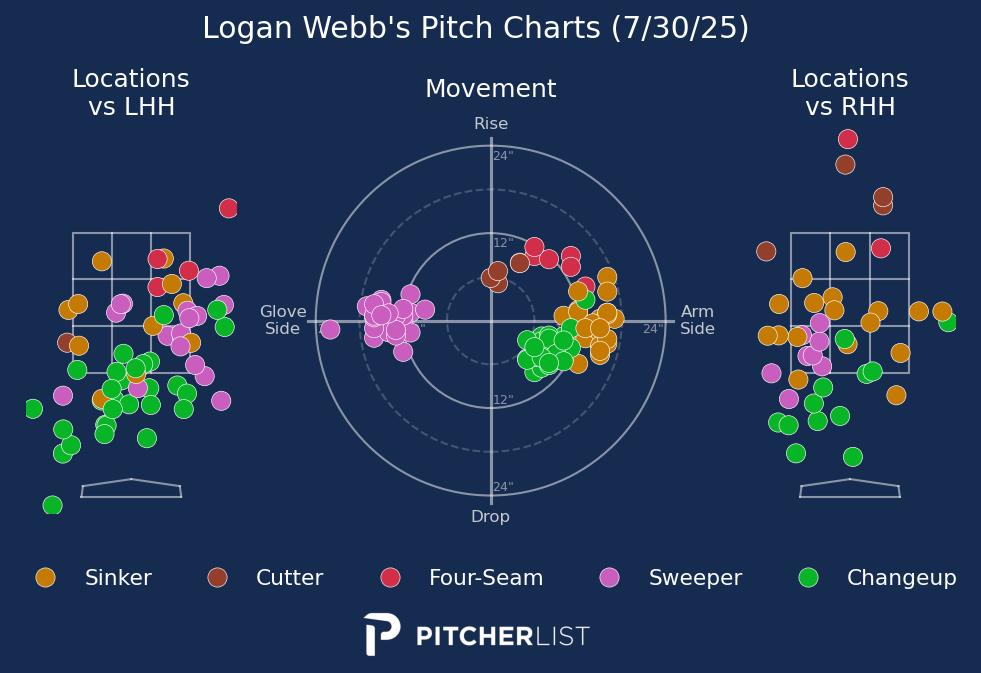 Logan Webb's Pitch Charts (7/30/25)
Locations
vs LHH
Movement
Locations
vs RHH
Rise
24"
12"
Glove
Side
24"
Arm
Side
12"
24"
Drop
Sinker
Cutter
Four-Seam
Sweeper
Changeup
PITCHERLIST